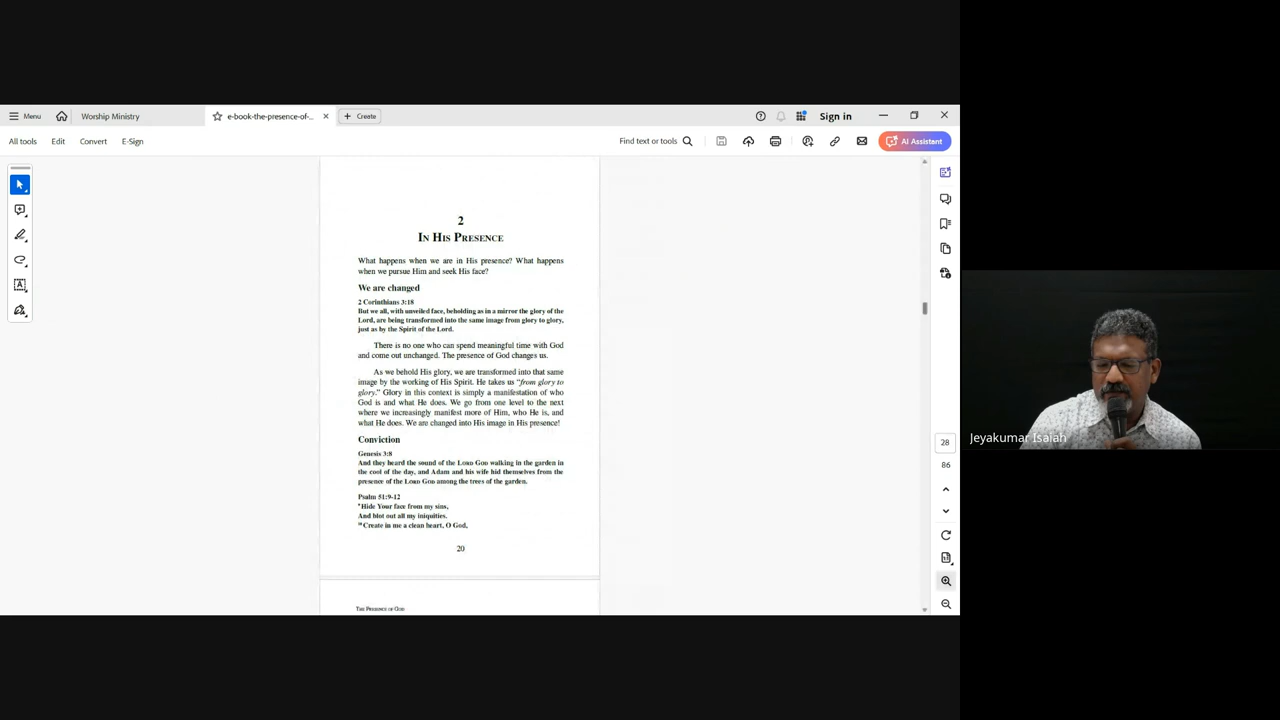 Menu
Worship Ministry
e-book-the-presence-of-...
Create
Sign in
All tools
Edit
Convert
E-Sign
Find text or tools
AI Assistant
2
IN HIS PRESENCE
What happens when we are in His presence? What happens
when we pursue Him and seek His face?
We are changed
2 Corinthians 3:18
But we all, with unveiled face, beholding as in a mirror the glory of the
Lord, are being transformed into the same image from glory to glory,
just as by the Spirit of the Lord.
There is no one who can spend meaningful time with God
and come out unchanged. The presence of God changes us.
As we behold His glory, we are transformed into that same
image by the working of His Spirit. He takes us "from glory to
glory." Glory in this context is simply a manifestation of who
God is and what He does. We go from one level to the next
where we increasingly manifest more of Him, who He is, and
what He does. We are changed into His image in His presence!
Conviction
Genesis 3:8
And they heard the sound of the LORD GOD walking in the garden in
the cool of the day, and Adam and his wife hid themselves from the
presence of the LORD GOD among the trees of the garden.
Psalm 51:9-12
9 Hide Your face from my sins,
And blot out all my iniquities.
10 Create in me a clean heart, O God,
20
THE PRESENCE OF GOD
28
86
Jeyakumar Isaiah